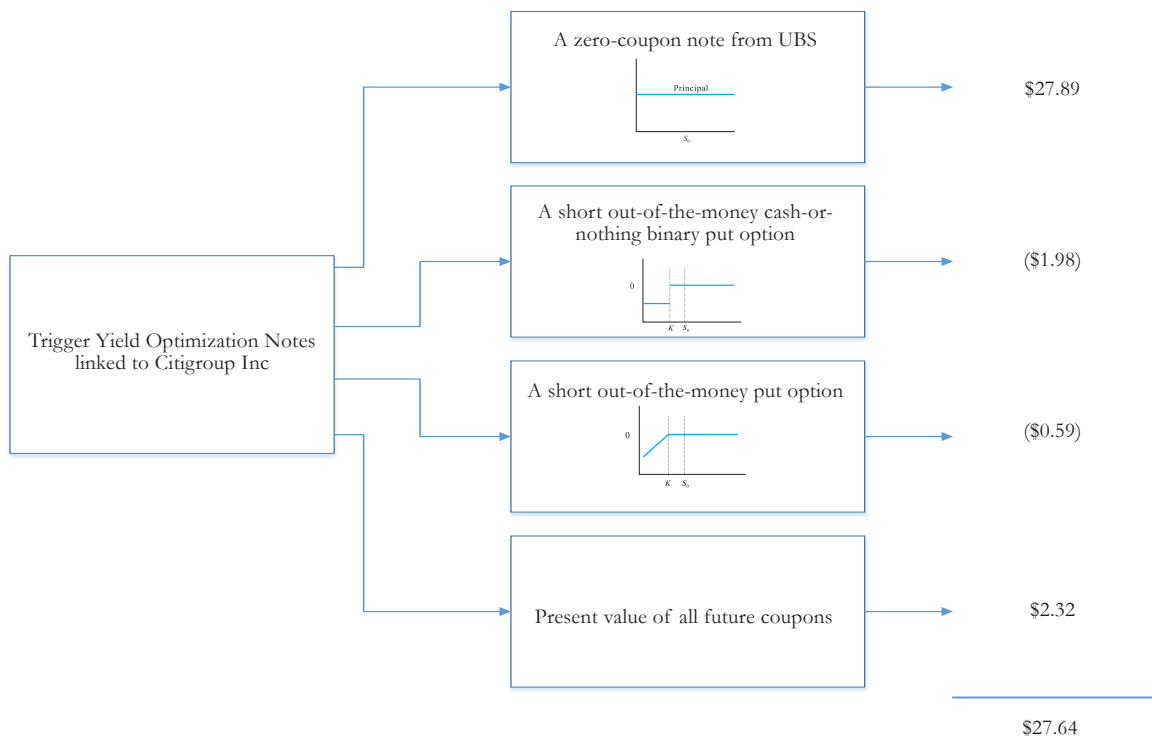 A zero-coupon note from UBS
Principal
S₀
$27.89
A short out-of-the-money cash-or-
nothing binary put option
0
K S₀
($1.98)
Trigger Yield Optimization Notes
linked to Citigroup Inc
A short out-of-the-money put option
0
K S₀
($0.59)
Present value of all future coupons
$2.32
$27.64